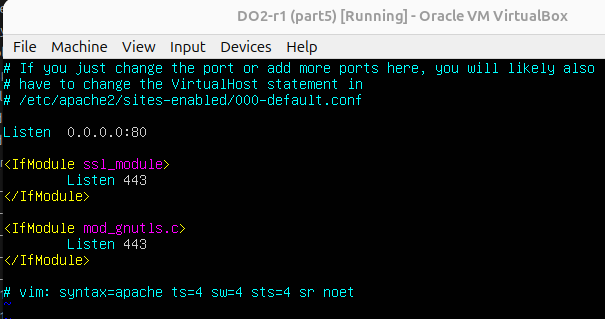 DO2-r1 (part5) [Running] - Oracle VM VirtualBox
File Machine View Input Devices Help
# If you just change the port or add more ports here, you will likely also
# have to change the VirtualHost statement in
# /etc/apache2/sites-enabled/000-default.conf
Listen 0.0.0.0:80
<IfModule ssl_module>
Listen 443
</IfModule>
<IfModule mod_gnutls.c>
Listen 443
</IfModule>
# vim: syntax=apache ts=4 sw=4 sts=4 sr noet
~